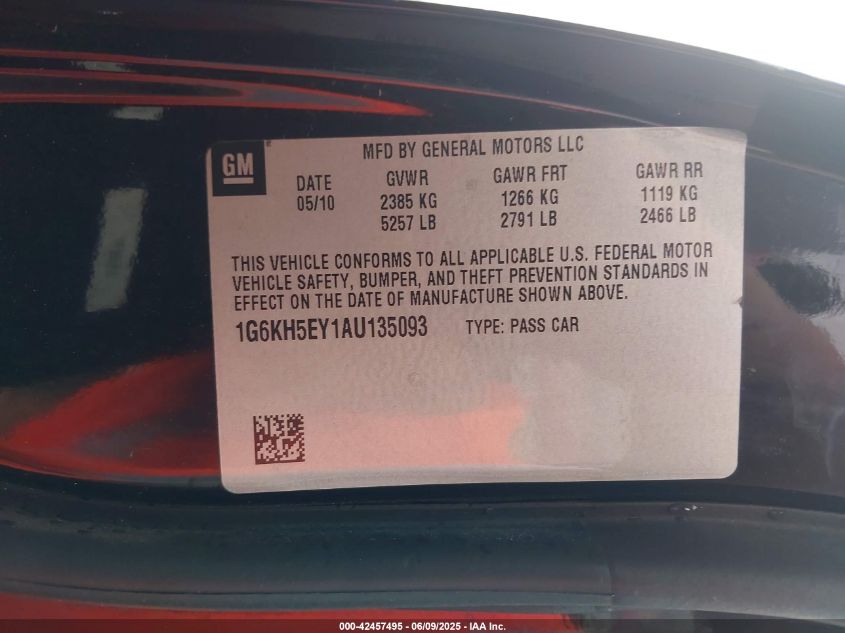 GM
MFD BY GENERAL MOTORS LLC
DATE GVWR GAWR FRT GAWR RR
05/10 2385 KG 1266 KG 1119 KG
5257 LB 2791 LB 2466 LB
THIS VEHICLE CONFORMS TO ALL APPLICABLE U.S. FEDERAL MOTOR
VEHICLE SAFETY, BUMPER, AND THEFT PREVENTION STANDARDS IN
EFFECT ON THE DATE OF MANUFACTURE SHOWN ABOVE.
1G6KH5EY1AU135093 TYPE: PASS CAR
000-42457495 - 06/09/2025 - IAA Inc.